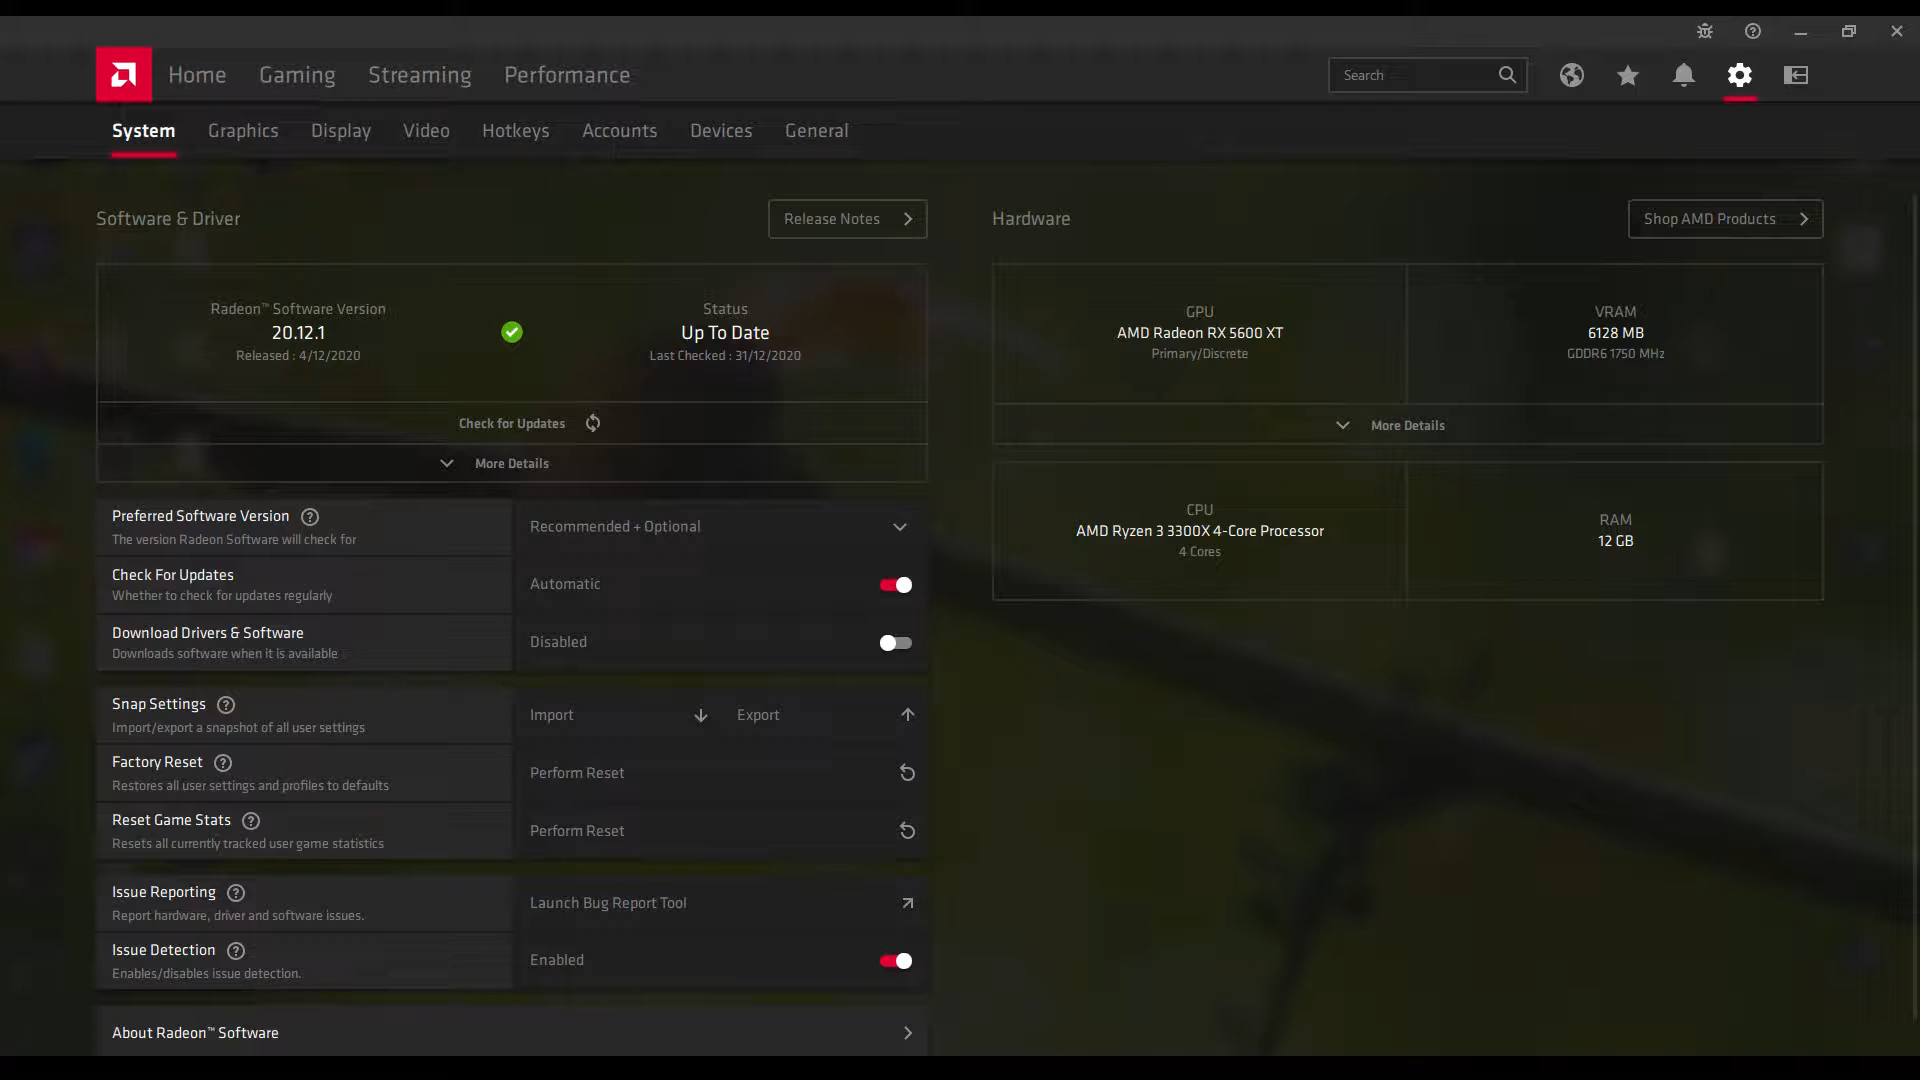 Home Gaming Streaming Performance Search
System Graphics Display Video Hotkeys Accounts Devices General
Software & Driver
Release Notes
Radeon™ Software Version
20.12.1
Released : 4/12/2020
Status
Up To Date
Last Checked : 31/12/2020
Check for Updates
More Details
Preferred Software Version
The version Radeon Software will check for
Recommended + Optional
Check For Updates
Whether to check for updates regularly
Automatic
Download Drivers & Software
Downloads software when it is available
Disabled
Snap Settings
Import/export a snapshot of all user settings
Import
Export
Factory Reset
Restores all user settings and profiles to defaults
Perform Reset
Reset Game Stats
Resets all currently tracked user game statistics
Perform Reset
Issue Reporting
Report hardware, driver and software issues.
Launch Bug Report Tool
Issue Detection
Enables/disables issue detection.
Enabled
About Radeon™ Software
Hardware
Shop AMD Products
GPU
AMD Radeon RX 5600 XT
Primary/Discrete
VRAM
6128 MB
GDDR6 1750 MHz
More Details
CPU
AMD Ryzen 3 3300X 4-Core Processor
4 Cores
RAM
12 GB